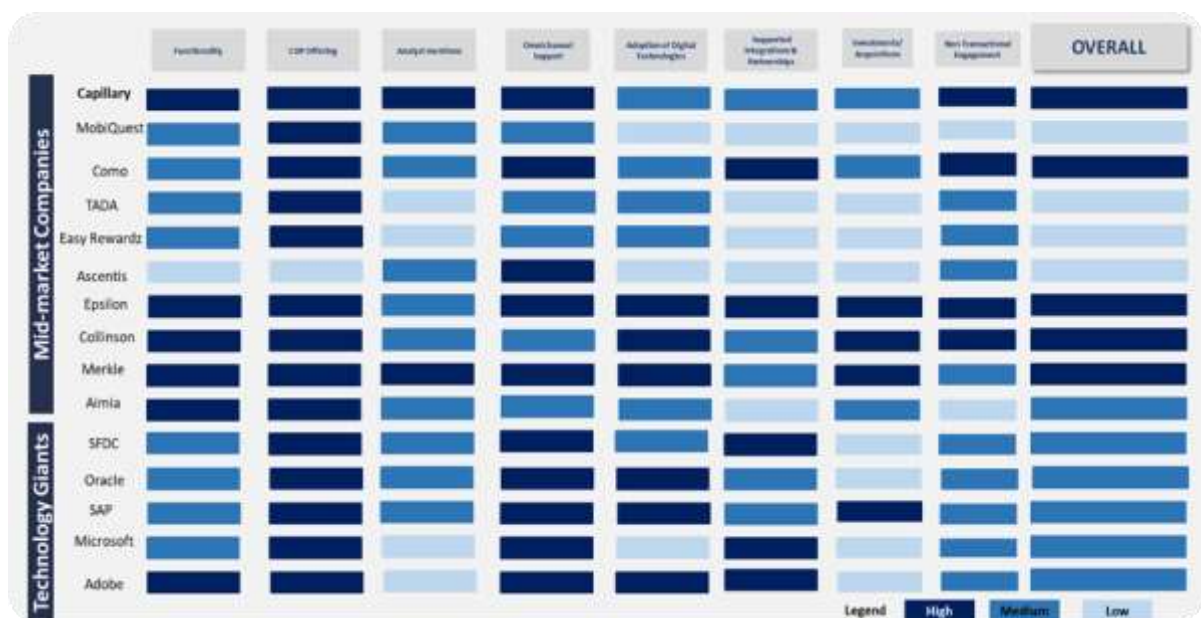 Functionality
CDP Offering
Analyst mentions
Omnichannel
Support
Adoption of Digital
Technologies
Supported
Integrations &
Partnerships
Investments/
Acquisitions
Non Transactional
Engagement
OVERALL
Mid-market Companies
Capillary
MobiQuest
Como
TADA
Easy Rewardz
Ascentis
Epsilon
Collinson
Merkle
Aimia
Technology Giants
SFDC
Oracle
SAP
Microsoft
Adobe
Legend
High
Medium
Low